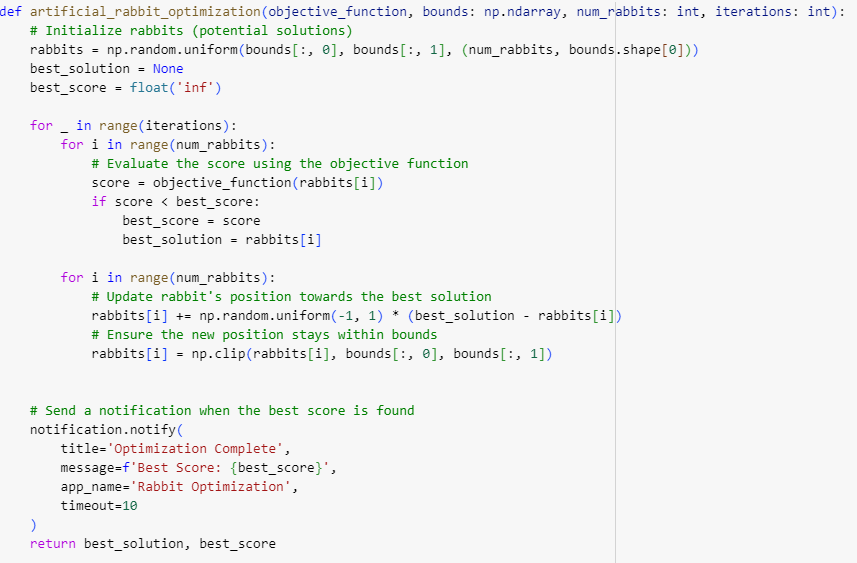 def artificial_rabbit_optimization(objective_function, bounds: np.ndarray, num_rabbits: int, iterations: int):
    # Initialize rabbits (potential solutions)
    rabbits = np.random.uniform(bounds[:, 0], bounds[:, 1], (num_rabbits, bounds.shape[0]))
    best_solution = None
    best_score = float('inf')

    for _ in range(iterations):
        for i in range(num_rabbits):
            # Evaluate the score using the objective function
            score = objective_function(rabbits[i])
            if score < best_score:
                best_score = score
                best_solution = rabbits[i]

        for i in range(num_rabbits):
            # Update rabbit's position towards the best solution
            rabbits[i] += np.random.uniform(-1, 1) * (best_solution - rabbits[i])
            # Ensure the new position stays within bounds
            rabbits[i] = np.clip(rabbits[i], bounds[:, 0], bounds[:, 1])


    # Send a notification when the best score is found
    notification.notify(
        title='Optimization Complete',
        message=f'Best Score: {best_score}',
        app_name='Rabbit Optimization',
        timeout=10
    )
    return best_solution, best_score